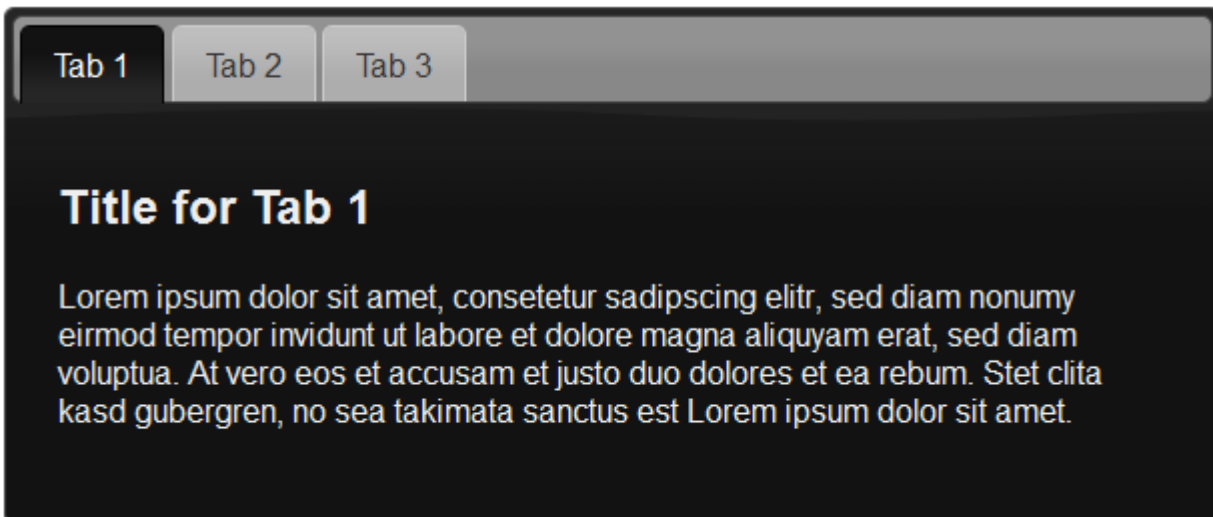 Tab 1 Tab 2 Tab 3
Title for Tab 1
Lorem ipsum dolor sit amet, consetetur sadipscing elitr, sed diam nonumy
eirmod tempor invidunt ut labore et dolore magna aliquyam erat, sed diam
voluptua. At vero eos et accusam et justo duo dolores et ea rebum. Stet clita
kasd gubergren, no sea takimata sanctus est Lorem ipsum dolor sit amet.